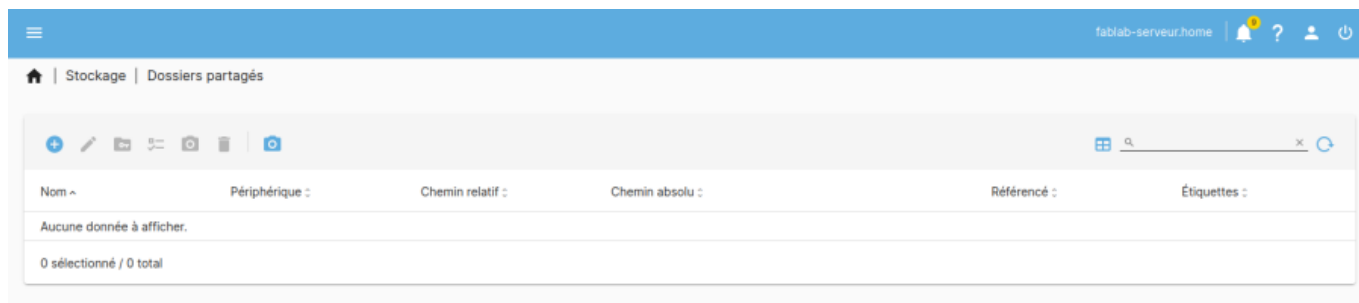 fablab-serveur.home 9 ?
Stockage | Dossiers partagés
Nom Périphérique Chemin relatif Chemin absolu Référencé Étiquettes
Aucune donnée à afficher.
0 sélectionné / 0 total